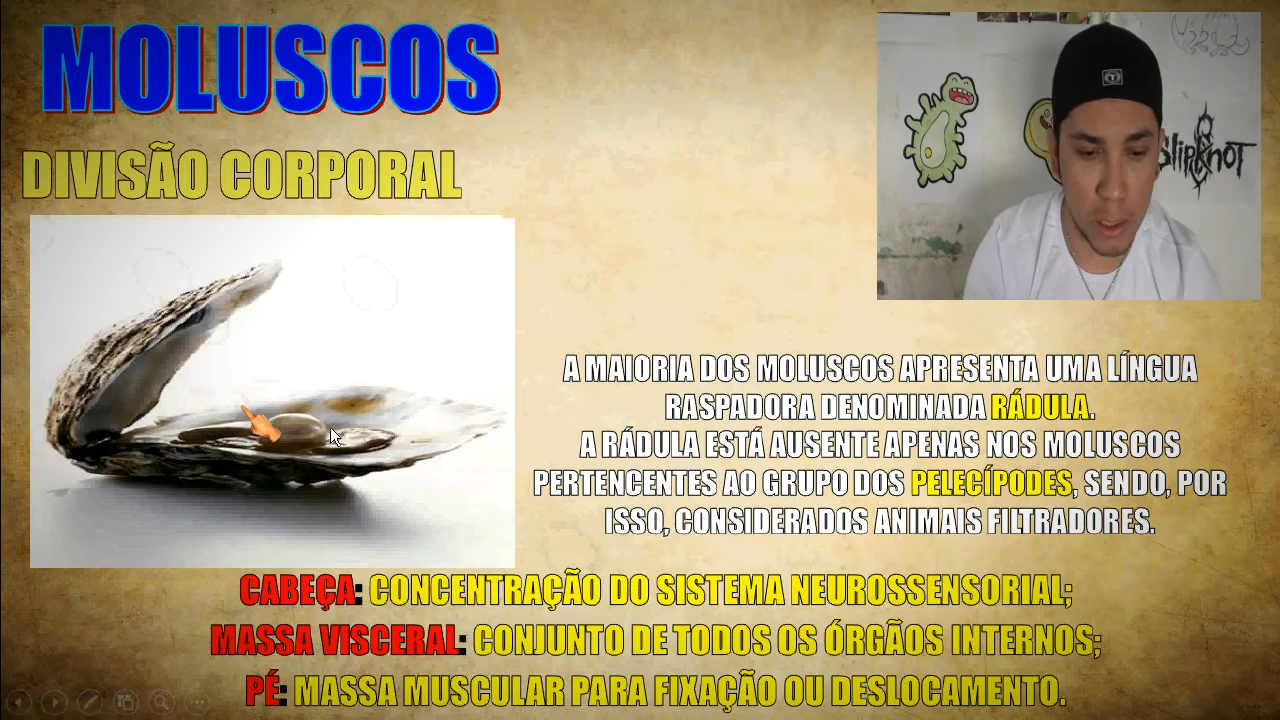 MOLUSCOS
DIVISÃO CORPORAL
SlipKnoT
A MAIORIA DOS MOLUSCOS APRESENTA UMA LÍNGUA
RASPADORA DENOMINADA RÁDULA.
A RÁDULA ESTÁ AUSENTE APENAS NOS MOLUSCOS
PERTENCENTES AO GRUPO DOS PELECÍPODES, SENDO, POR
ISSO, CONSIDERADOS ANIMAIS FILTRADORES.
CABEÇA: CONCENTRAÇÃO DO SISTEMA NEUROSSENSORIAL;
MASSA VISCERAL: CONJUNTO DE TODOS OS ÓRGÃOS INTERNOS;
PÉ: MASSA MUSCULAR PARA FIXAÇÃO OU DESLOCAMENTO.